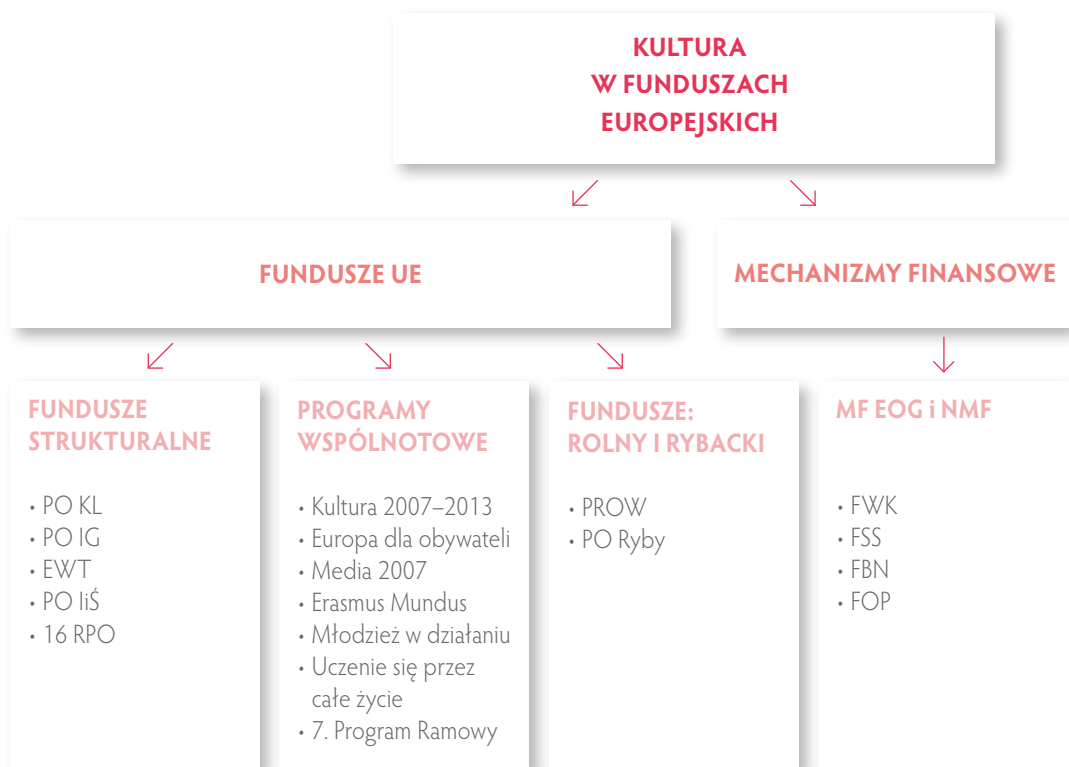 KULTURA
W FUNDUSZACH
EUROPEJSKICH
FUNDUSZE UE
MECHANIZMY FINANSOWE
FUNDUSZE
STRUKTURALNE
• PO KL
• PO IG
• EWT
• PO IiŚ
• 16 RPO
PROGRAMY
WSPÓLNOTOWE
• Kultura 2007–2013
• Europa dla obywateli
• Media 2007
• Erasmus Mundus
• Młodzież w działaniu
• Uczenie się przez
całe życie
• 7. Program Ramowy
FUNDUSZE:
ROLNY I RYBACKI
• PROW
• PO Ryby
MF EOG i NMF
• FWK
• FSS
• FBN
• FOP